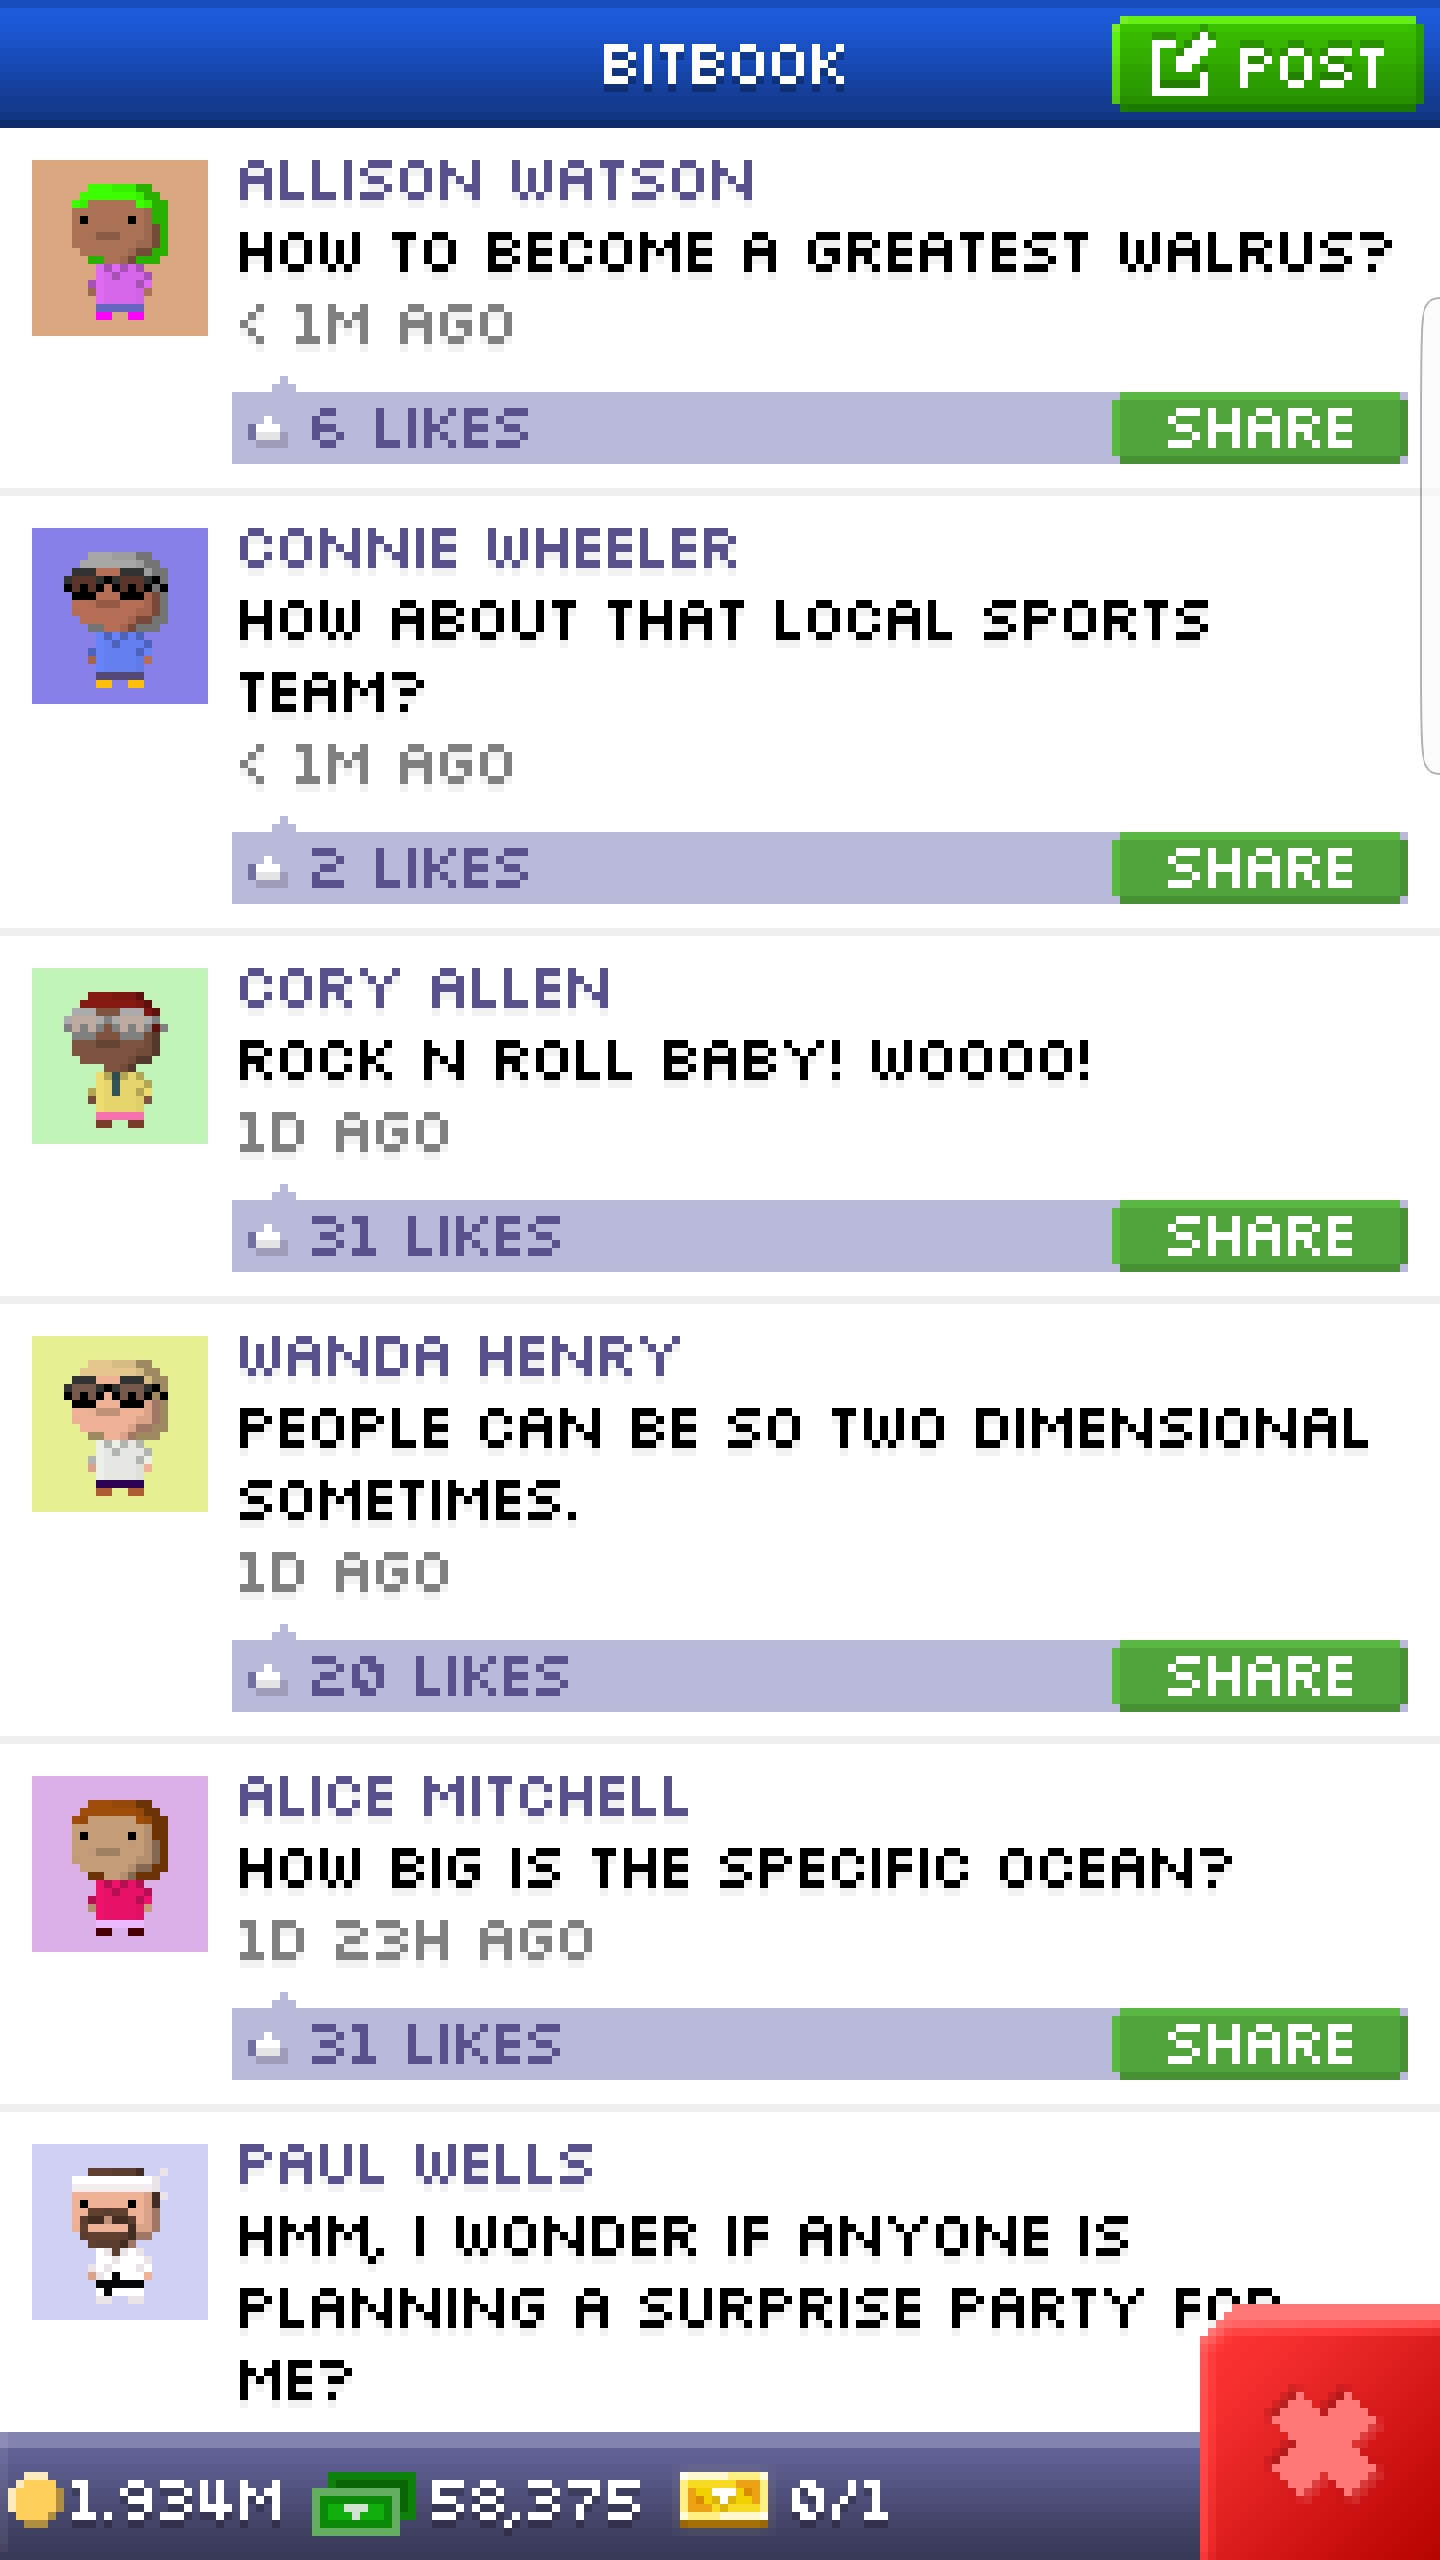 BITBOOK
POST
ALLISON WATSON
HOW TO BECOME A GREATEST WALRUS?
< 1M AGO
6 LIKES
SHARE
CONNIE WHEELER
HOW ABOUT THAT LOCAL SPORTS
TEAM?
< 1M AGO
2 LIKES
SHARE
CORY ALLEN
ROCK N ROLL BABY! WOOOO!
1D AGO
31 LIKES
SHARE
WANDA HENRY
PEOPLE CAN BE SO TWO DIMENSIONAL
SOMETIMES.
1D AGO
20 LIKES
SHARE
ALICE MITCHELL
HOW BIG IS THE SPECIFIC OCEAN?
1D 23H AGO
31 LIKES
SHARE
PAUL WELLS
HMM, I WONDER IF ANYONE IS
PLANNING A SURPRISE PARTY FOR
ME?
1.934M
58,375
0/1